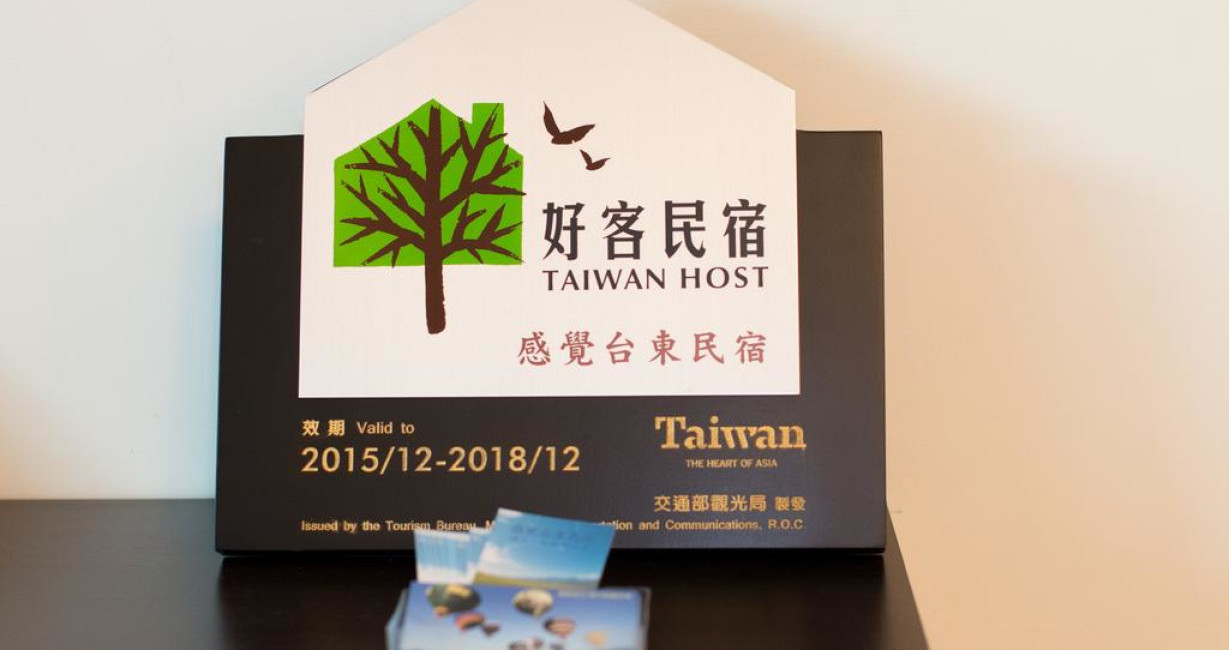 好客民宿
TAIWAN HOST
感覺台東民宿
效期 Valid to
2015/12-2018/12
Taiwan
THE HEART OF ASIA
交通部觀光局 製發
Issued by the Tourism Bureau, and Communications, R.O.C.